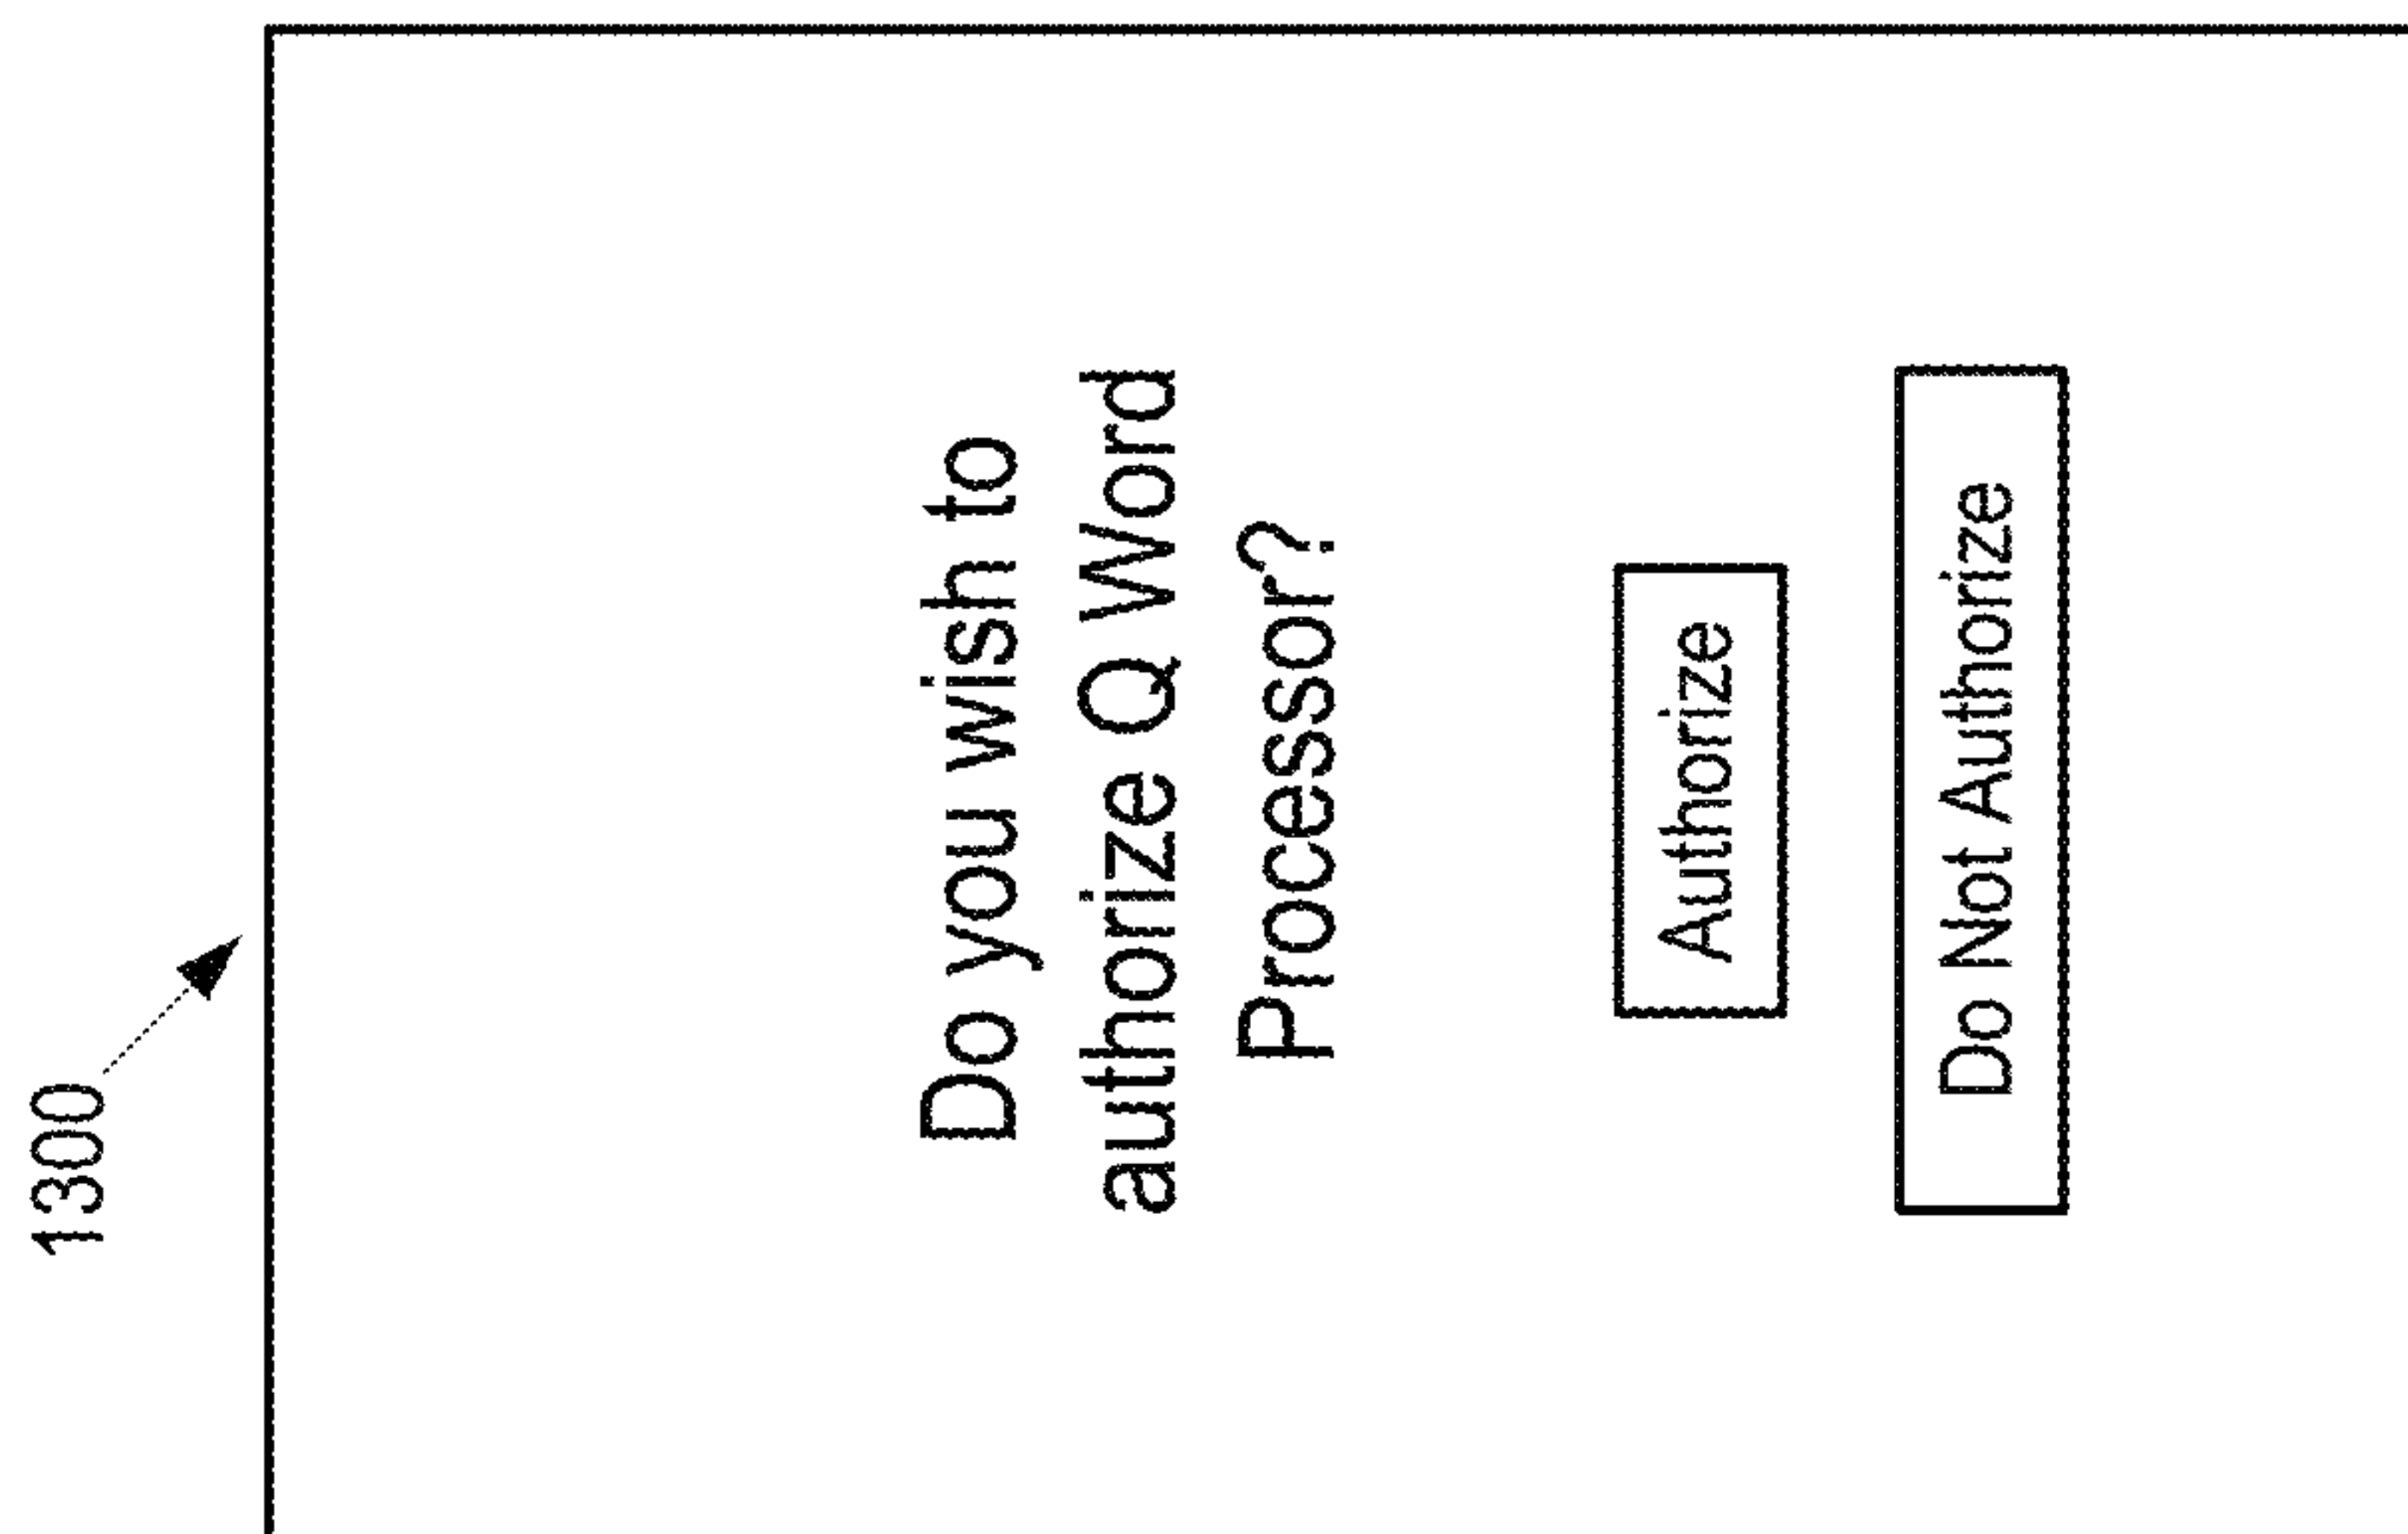 1300
Do you wish to
authorize Q Word
Processor?
Authorize
Do Not Authorize